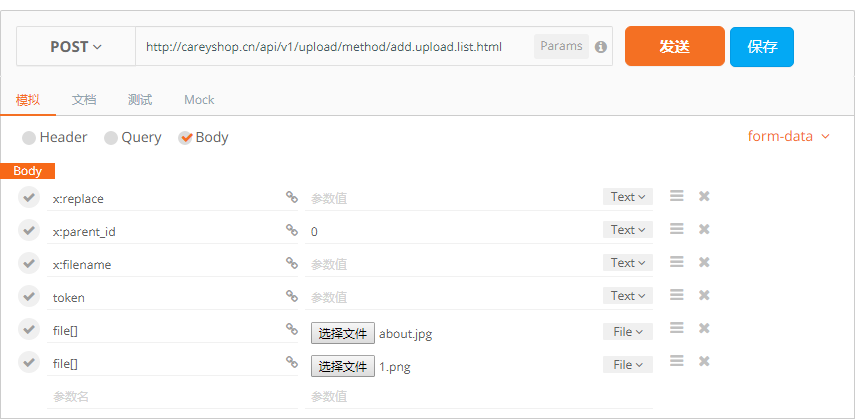 POST http://careyshop.cn/api/v1/upload/method/add.upload.list.html Params 发送 保存
模拟 文档 测试 Mock
Header Query Body form-data
Body
x:replace 参数值 Text
x:parent_id 0 Text
x:filename 参数值 Text
token 参数值 Text
file[] 选择文件 about.jpg File
file[] 选择文件 1.png File
参数名 参数值